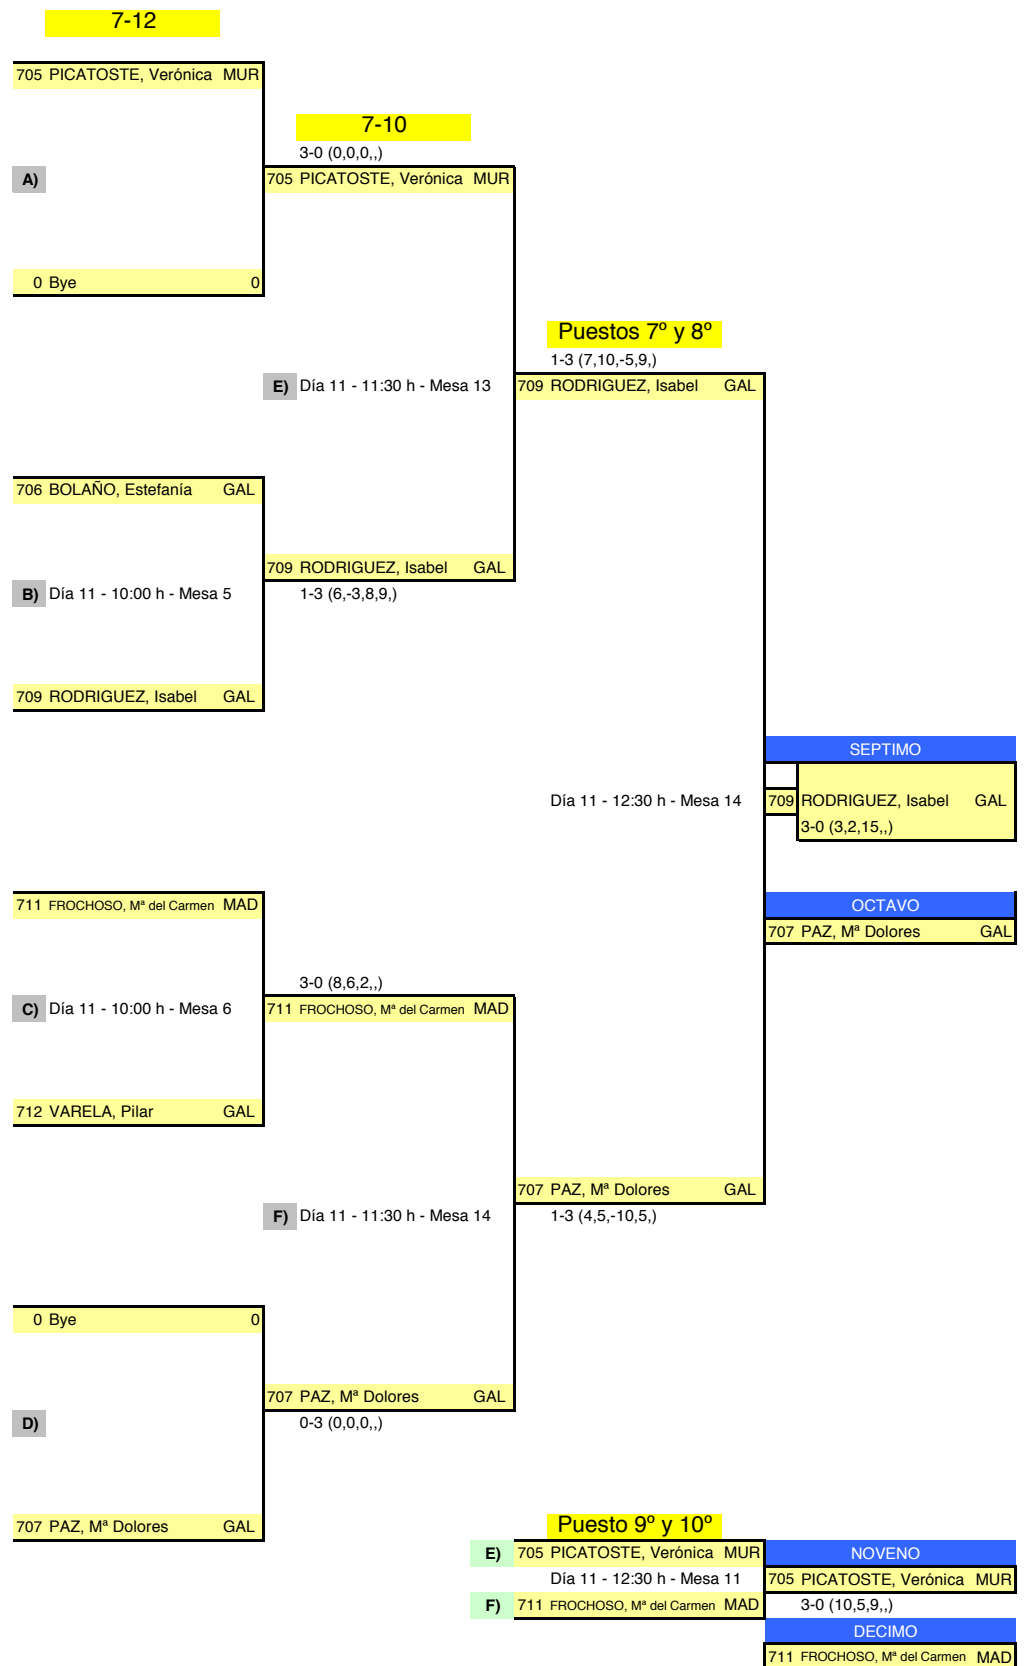 7-12
705 PICATOSTE, Verónica MUR
7-10
3-0 (0,0,0,,)
A)
705 PICATOSTE, Verónica MUR
0 Bye 0
Puestos 7º y 8º
1-3 (7,10,-5,9,)
E) Día 11 - 11:30 h - Mesa 13
709 RODRIGUEZ, Isabel GAL
706 BOLAÑO, Estefanía GAL
709 RODRIGUEZ, Isabel GAL
B) Día 11 - 10:00 h - Mesa 5
1-3 (6,-3,8,9,)
709 RODRIGUEZ, Isabel GAL
SEPTIMO
Día 11 - 12:30 h - Mesa 14
709 RODRIGUEZ, Isabel GAL
3-0 (3,2,15,,)
711 FROCHOSO, Mª del Carmen MAD
OCTAVO
707 PAZ, Mª Dolores GAL
3-0 (8,6,2,,)
C) Día 11 - 10:00 h - Mesa 6
711 FROCHOSO, Mª del Carmen MAD
712 VARELA, Pilar GAL
707 PAZ, Mª Dolores GAL
F) Día 11 - 11:30 h - Mesa 14
1-3 (4,5,-10,5,)
0 Bye 0
707 PAZ, Mª Dolores GAL
D)
0-3 (0,0,0,,)
707 PAZ, Mª Dolores GAL
Puesto 9º y 10º
E) 705 PICATOSTE, Verónica MUR
NOVENO
Día 11 - 12:30 h - Mesa 11
705 PICATOSTE, Verónica MUR
F) 711 FROCHOSO, Mª del Carmen MAD
3-0 (10,5,9,,)
DECIMO
711 FROCHOSO, Mª del Carmen MAD